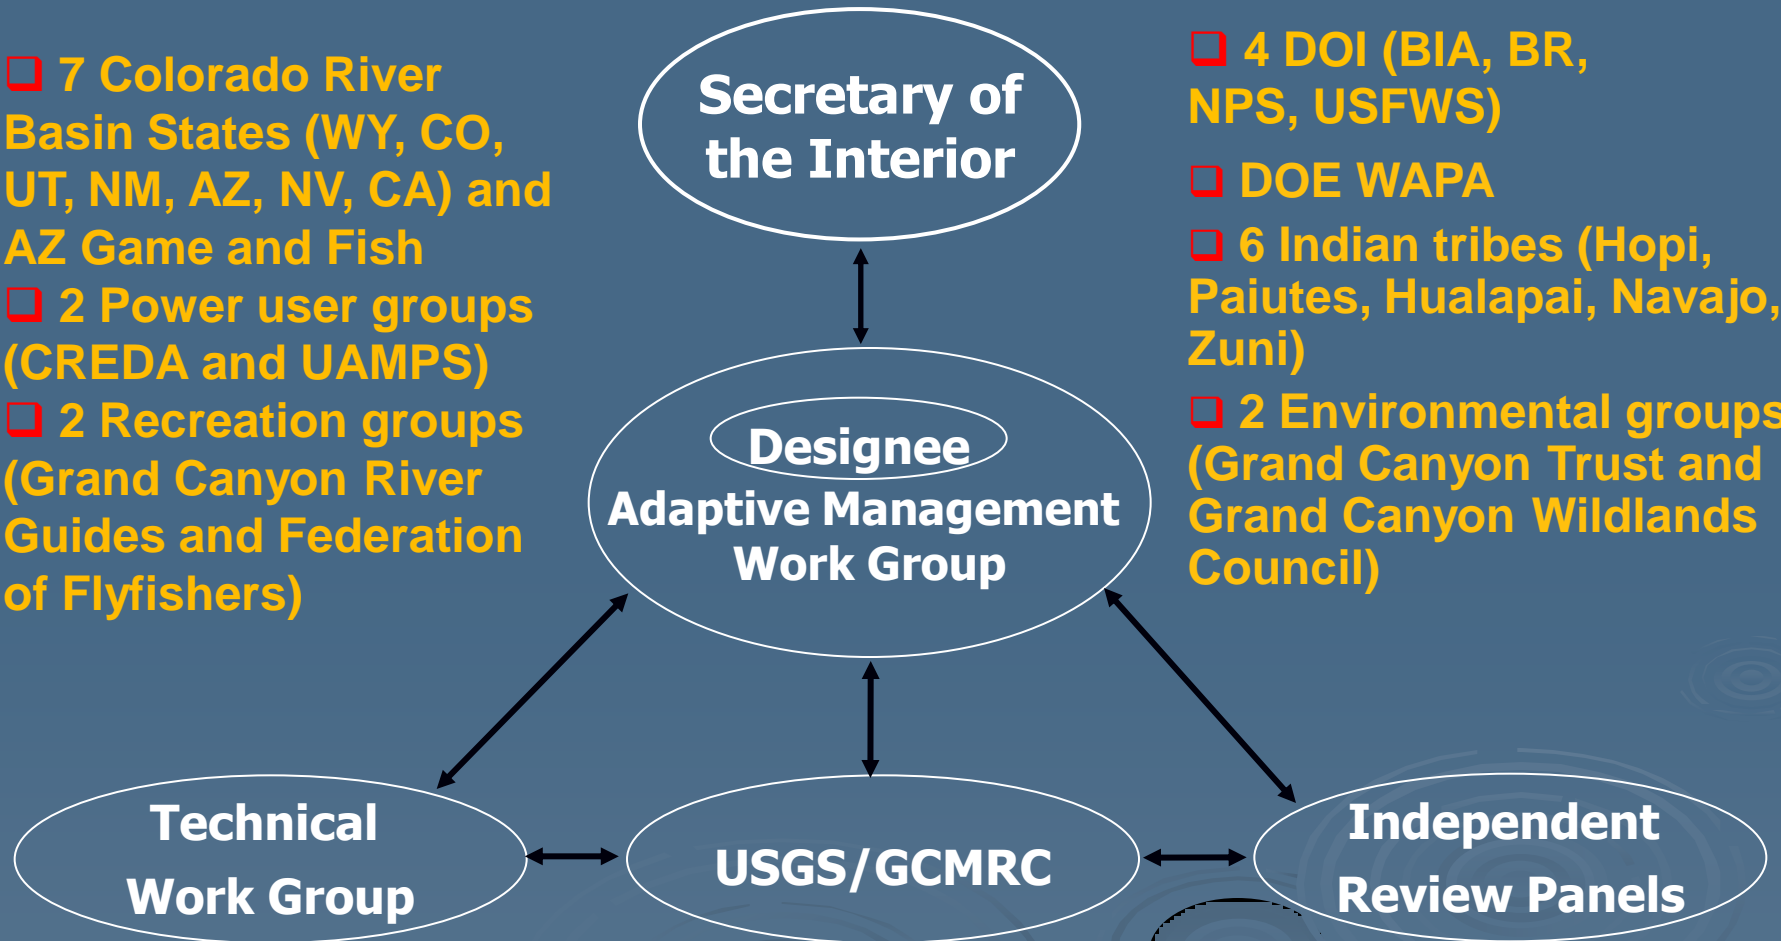 ❑ 7 Colorado River
Basin States (WY, CO,
UT, NM, AZ, NV, CA) and
AZ Game and Fish
❑ 2 Power user groups
(CREDA and UAMPS)
❑ 2 Recreation groups
(Grand Canyon River
Guides and Federation
of Flyfishers)
Secretary of
the Interior
Designee
Adaptive Management
Work Group
❑ 4 DOI (BIA, BR,
NPS, USFWS)
❑ DOE WAPA
❑ 6 Indian tribes (Hopi,
Paiutes, Hualapai, Navajo,
Zuni)
❑ 2 Environmental groups
(Grand Canyon Trust and
Grand Canyon Wildlands
Council)
Technical
Work Group
USGS/GCMRC
Independent
Review Panels